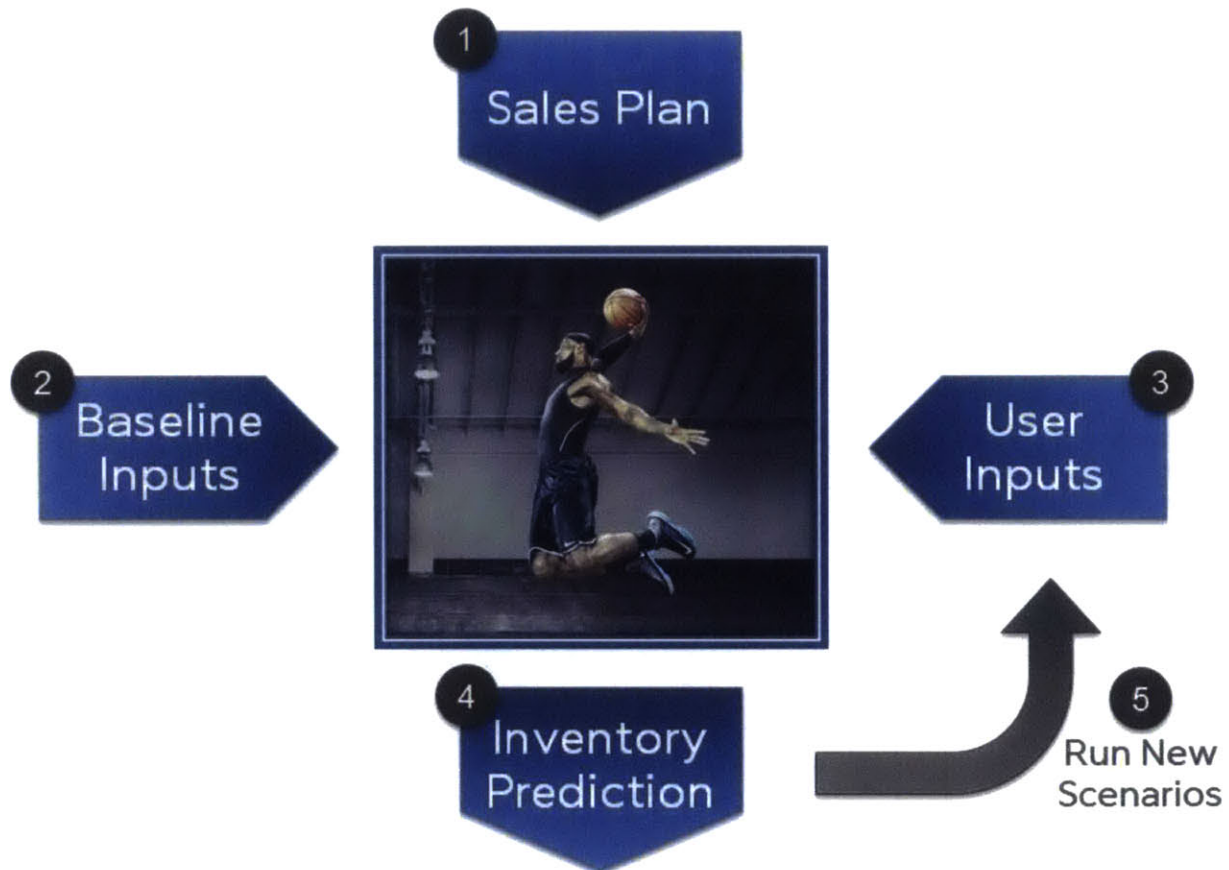 1
Sales Plan
2
Baseline
Inputs
3
User
Inputs
4
Inventory
Prediction
5
Run New
Scenarios